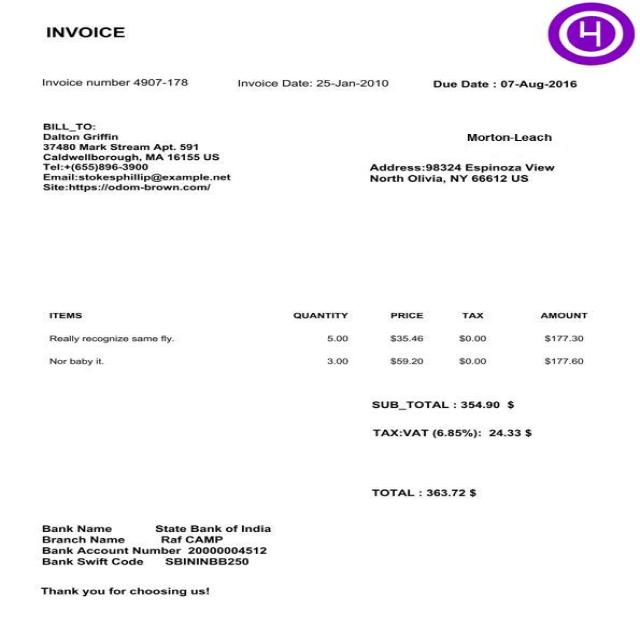 INVOICE
Invoice number 4907-178 Invoice Date: 25-Jan-2010 Due Date : 07-Aug-2016
BILL_TO:
Dalton Griffin
37480 Mark Stream Apt. 591
Caldwellborough, MA 16155 US
Tel:+(655)896-3900
Email:stokesphillip@example.net
Site:https://odom-brown.com/
Morton-Leach
Address:98324 Espinoza View
North Olivia, NY 66612 US
ITEMS QUANTITY PRICE TAX AMOUNT
Really recognize same fly. 5.00 $35.46 $0.00 $177.30
Nor baby it. 3.00 $59.20 $0.00 $177.60
SUB_TOTAL : 354.90 $
TAX:VAT (6.85%): 24.33 $
TOTAL : 363.72 $
Bank Name State Bank of India
Branch Name Raf CAMP
Bank Account Number 20000004512
Bank Swift Code SBININBB250
Thank you for choosing us!